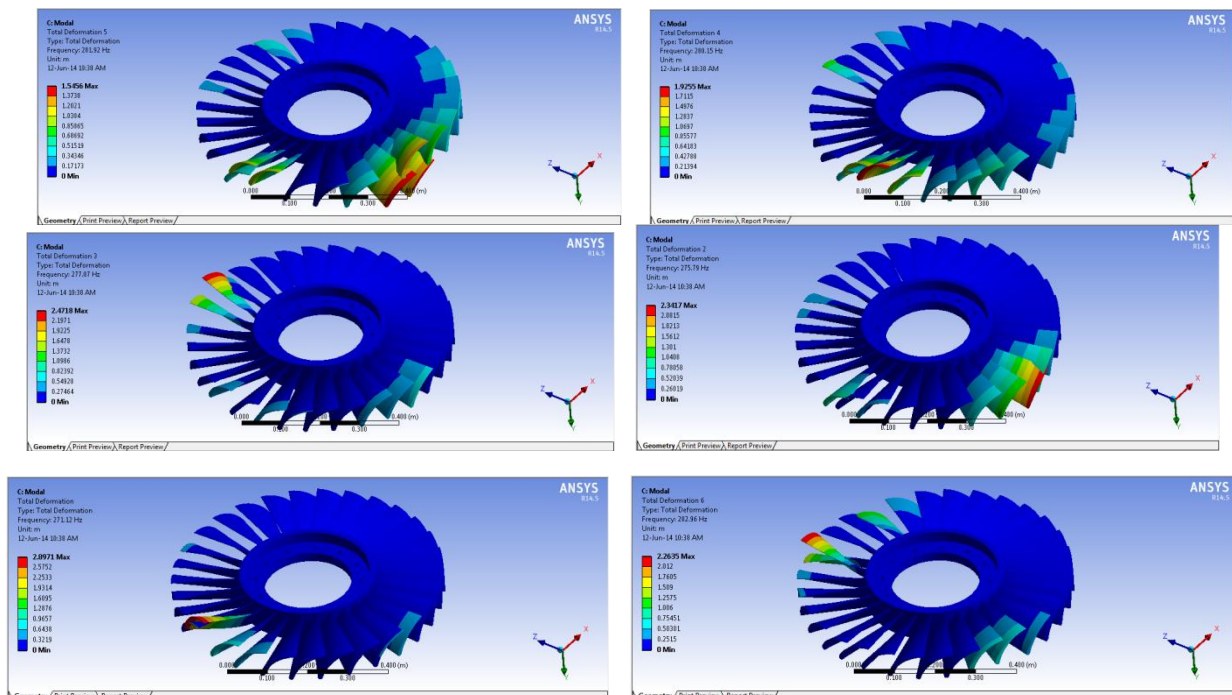 C: Modal
Total Deformation 5
Type: Total Deformation
Frequency: 281.92 Hz
Unit: m
12-Jun-14 10:38 AM
1.5456 Max
1.3738
1.2021
1.0304
0.85865
0.68692
0.51519
0.34346
0.17173
0 Min
ANSYS
R14.5
Z
X
0.000
0.200
0.100
0.300
Geometry Print Preview Report Preview
C: Modal
Total Deformation 4
Type: Total Deformation
Unit: m
12-Jun-14 10:38 AM
1.9255 Max
1.7115
1.4976
1.2837
1.0697
0.85577
0.64183
0.42788
0.21394
0 Min
ANSYS
R14.5
Z
X
0.000
0.200
0.400 (m)
0.100
0.300
Geometry Print Preview Report Preview
C: Modal
Total Deformation 3
Type: Total Deformation
Frequency: 277.87 Hz
Unit: m
12-Jun-14 10:38 AM
2.4718 Max
2.1971
1.9225
1.6478
1.3732
1.0986
0.82392
0.54928
0.27464
0 Min
ANSYS
R14.5
Z
X
0.000
0.200
0.400 (m)
0.100
0.300
Geometry Print Preview Report Preview
C: Modal
Total Deformation 2
Type: Total Deformation
Frequency: 275.79 Hz
Unit: m
12-Jun-14 10:38 AM
2.3417 Max
2.0815
1.8213
1.5612
1.301
1.0408
0.78058
0.52039
0.26019
0 Min
ANSYS
R14.5
Z
X
0.000
0.200
0.400 (m)
0.100
0.300
Geometry Print Preview Report Preview
C: Modal
Total Deformation
Type: Total Deformation
Frequency: 271.12 Hz
Unit: m
12-Jun-14 10:38 AM
2.8971 Max
2.5752
2.2533
1.9314
1.6095
1.2876
0.9657
0.6438
0.3219
0 Min
ANSYS
R14.5
Z
X
0.000
0.200
0.400 (m)
0.100
0.300
C: Modal
Total Deformation 6
Type: Total Deformation
Frequency: 282.96 Hz
Unit: m
12-Jun-14 10:38 AM
2.2635 Max
2.012
1.7605
1.509
1.2575
1.006
0.75451
0.50301
0.2515
0 Min
ANSYS
R14.5
Z
X
0.000
0.200
0.400 (m)
0.100
0.300